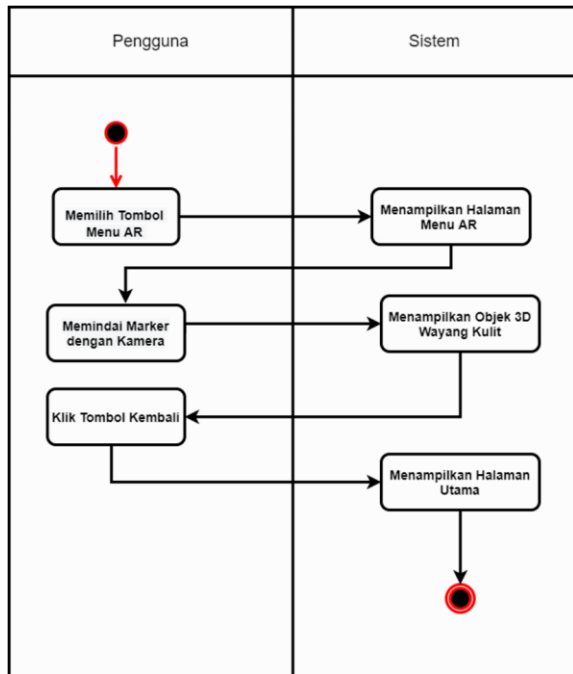 Pengguna
Sistem
Memilih Tombol
Menu AR
Menampilkan Halaman
Menu AR
Memindai Marker
dengan Kamera
Menampilkan Objek 3D
Wayang Kulit
Klik Tombol Kembali
Menampilkan Halaman
Utama